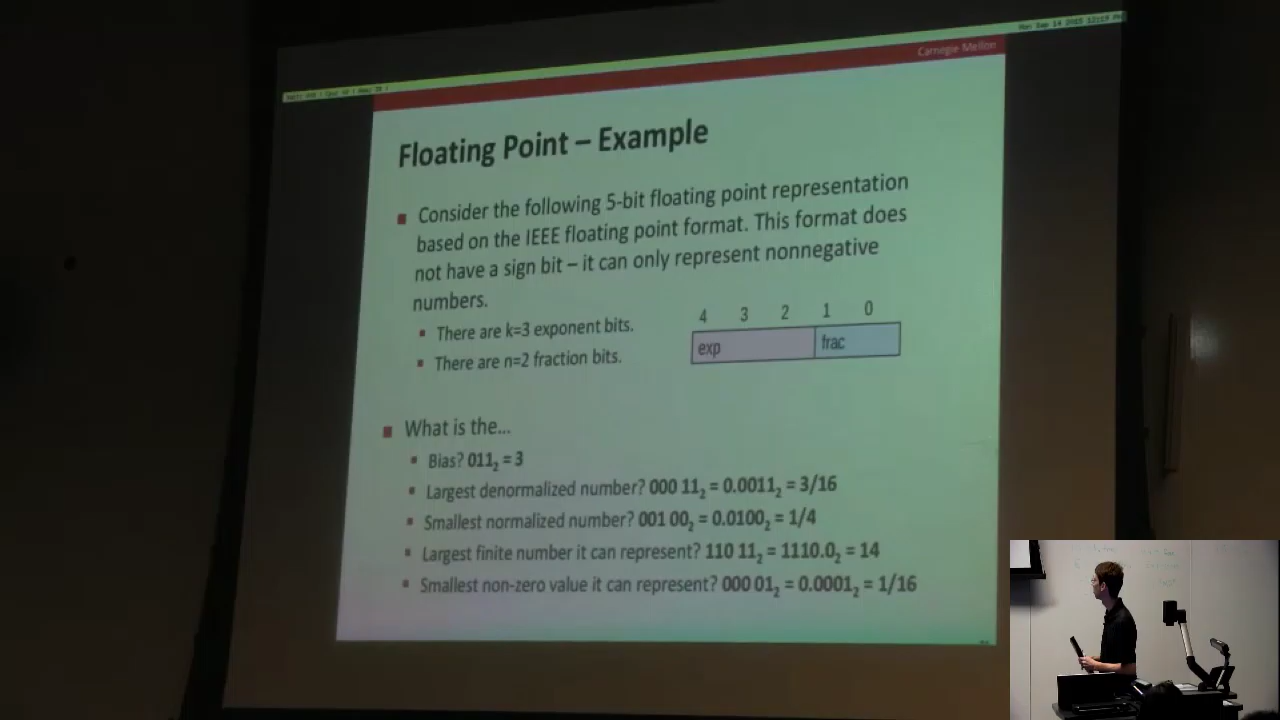 Carnegie Mellon
Floating Point – Example
Consider the following 5-bit floating point representation
based on the IEEE floating point format. This format does
not have a sign bit – it can only represent nonnegative
numbers.
There are k=3 exponent bits.
There are n=2 fraction bits.
4 3 2 1 0
exp frac
What is the...
Bias? 011₂ = 3
Largest denormalized number? 000 11₂ = 0.0011₂ = 3/16
Smallest normalized number? 001 00₂ = 0.0100₂ = 1/4
Largest finite number it can represent? 110 11₂ = 1110.0₂ = 14
Smallest non-zero value it can represent? 000 01₂ = 0.0001₂ = 1/16